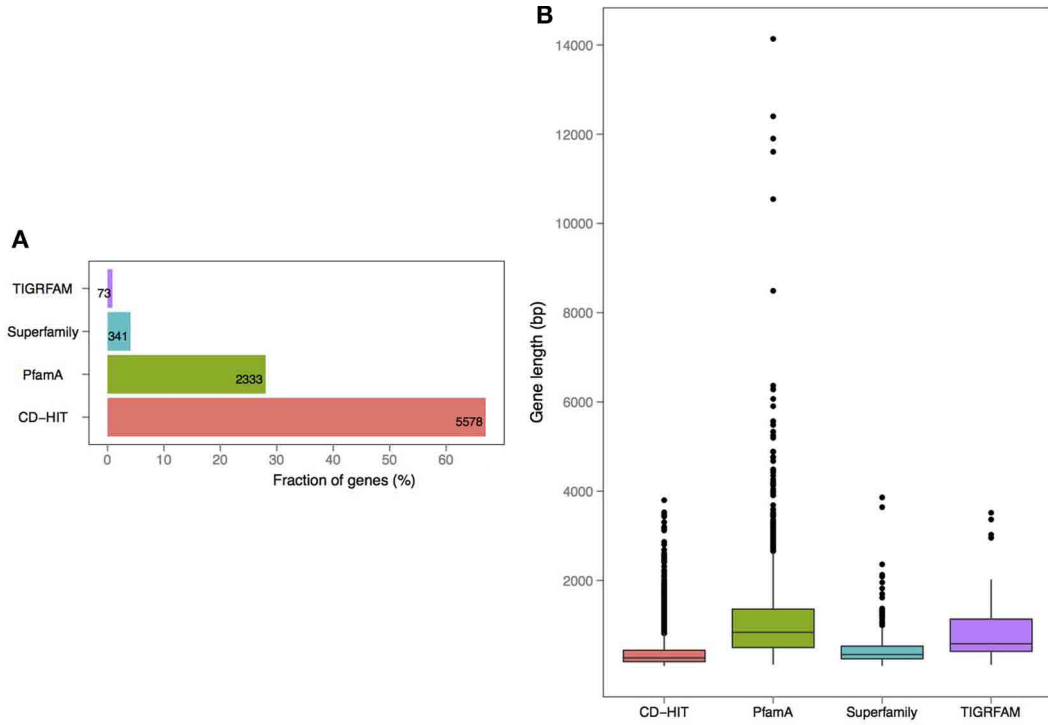 A
TIGRFAM
73
Superfamily
341
PfamA
2333
CD−HIT
5578
0 10 20 30 40 50 60
Fraction of genes (%)
B
14000
12000
10000
8000
6000
4000
2000
Gene length (bp)
CD−HIT PfamA Superfamily TIGRFAM